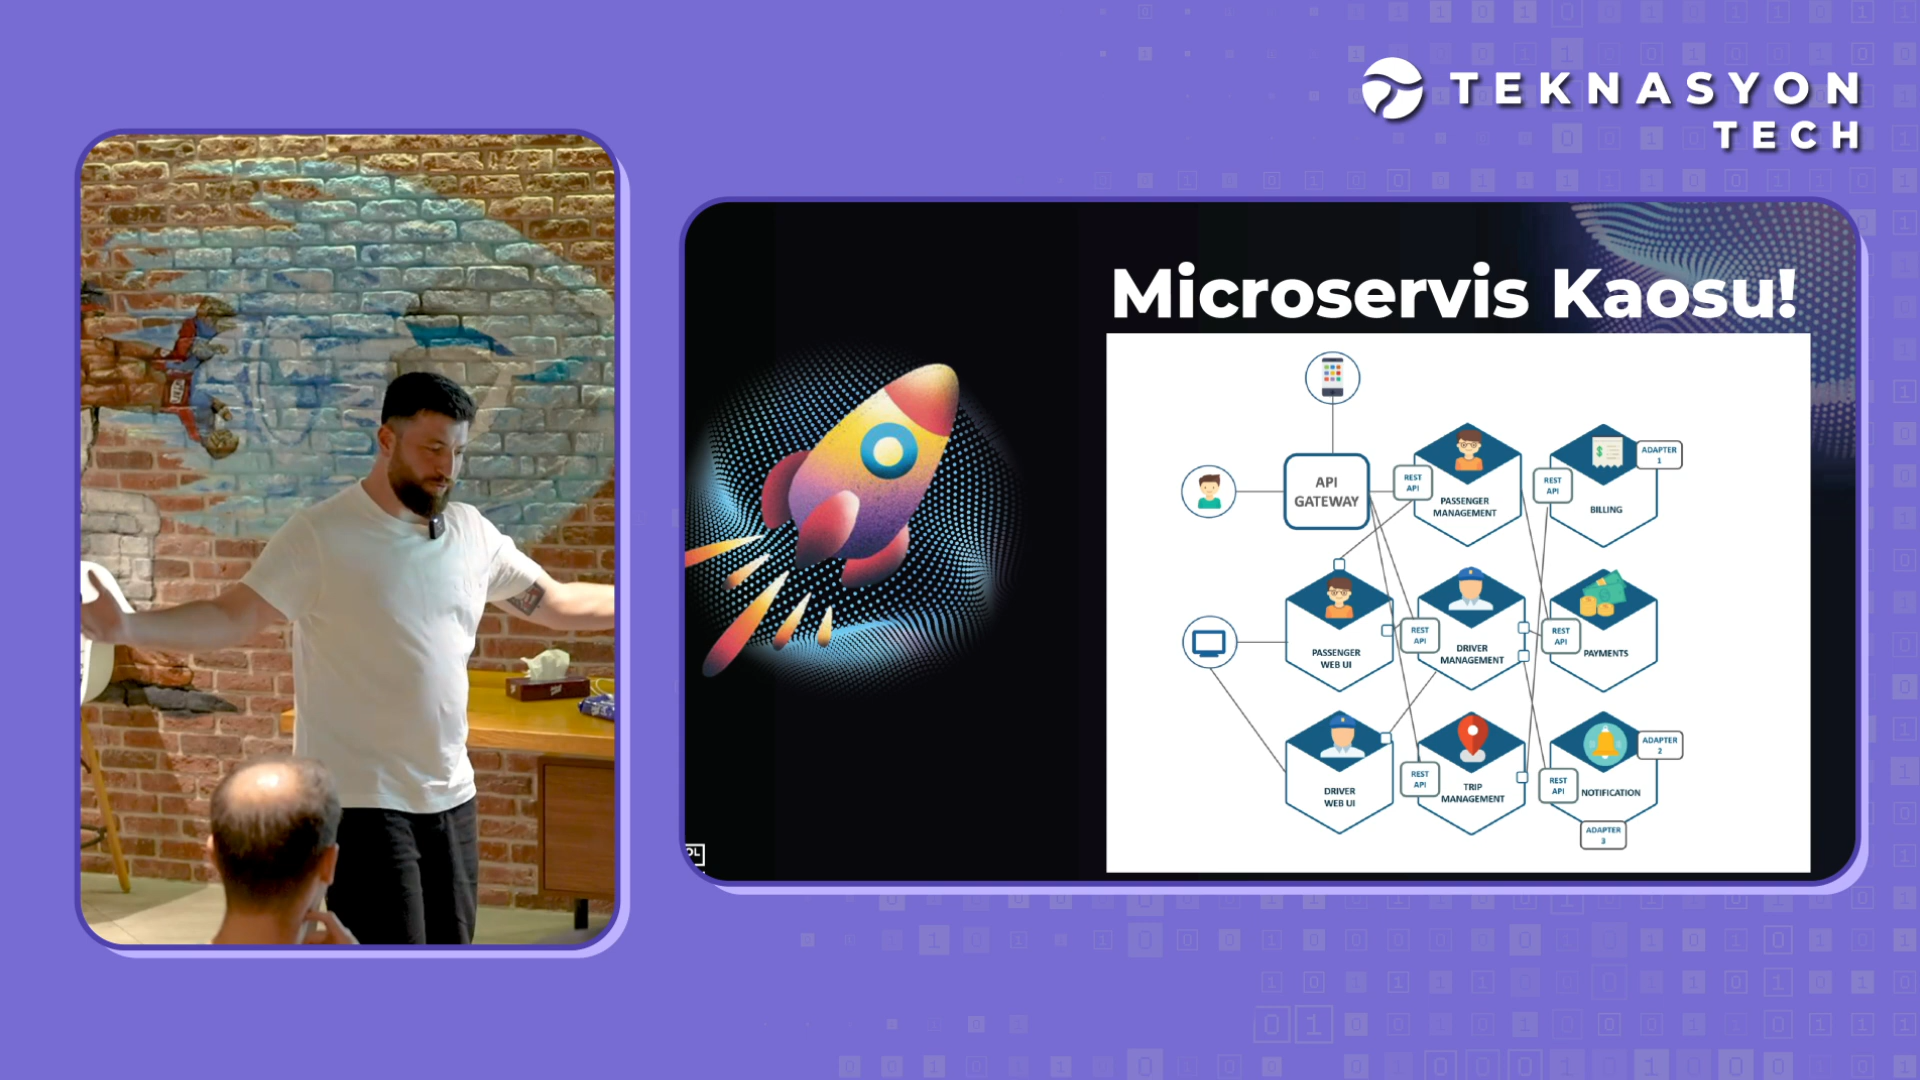 TEKNASYON
TECH
Microservis Kaosu!
API
GATEWAY
REST
API
PASSENGER
MANAGEMENT
REST
API
BILLING
ADAPTER
1
PASSENGER
WEB UI
REST
API
DRIVER
MANAGEMENT
REST
API
PAYMENTS
DRIVER
WEB UI
REST
API
TRIP
MANAGEMENT
REST
API
NOTIFICATION
ADAPTER
2
ADAPTER
3